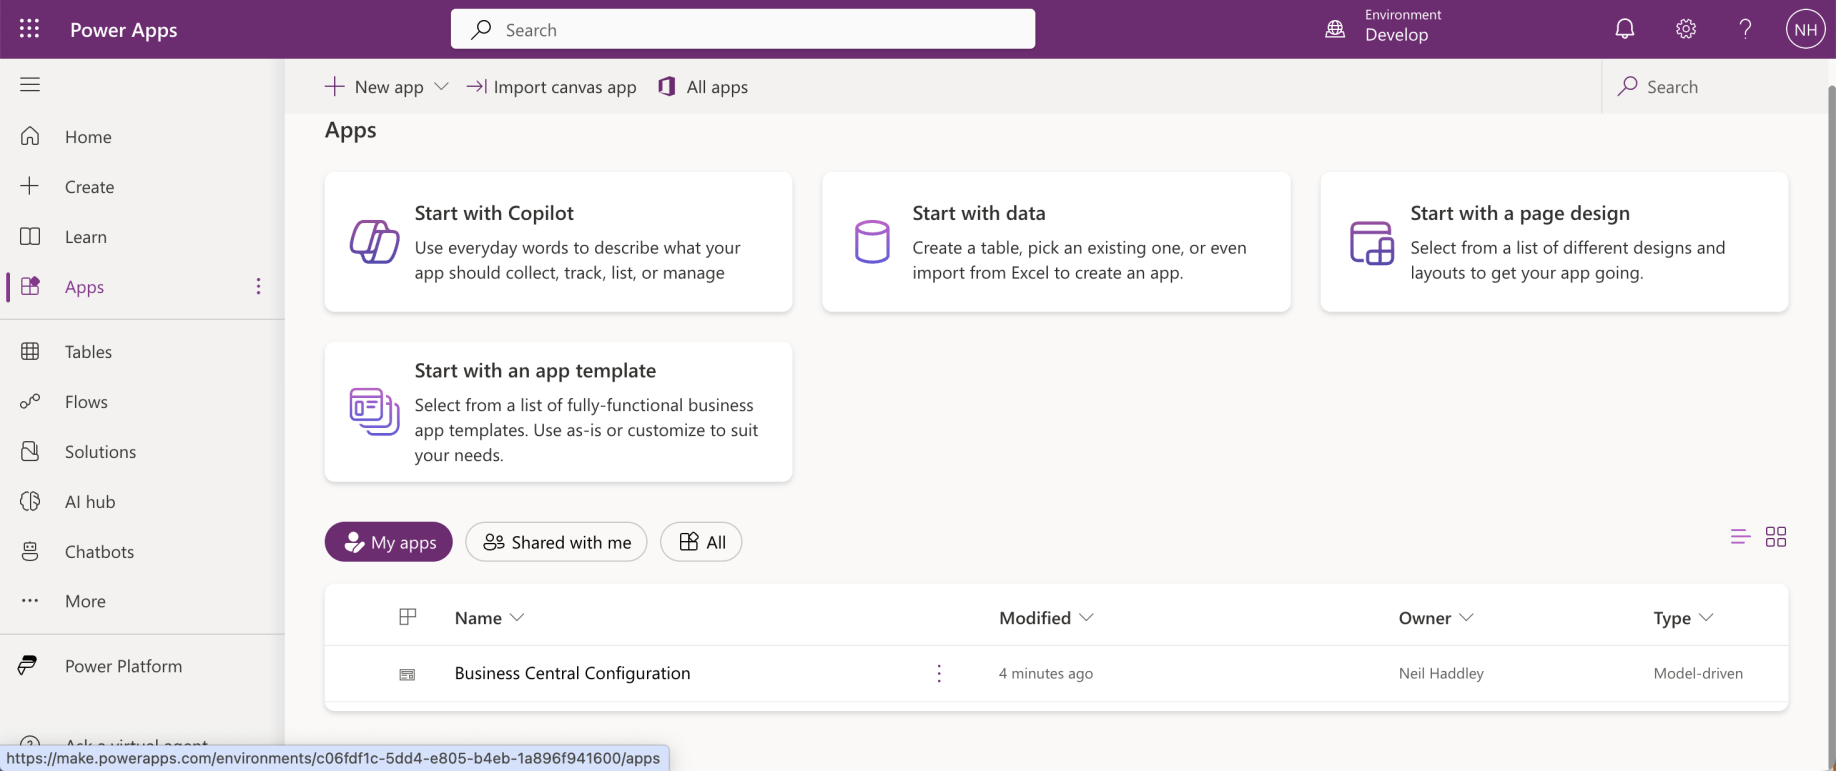 Power Apps
Search
Environment
Develop
?
NH
New app
Import canvas app
All apps
Search
Home
Create
Learn
Apps
Tables
Flows
Solutions
AI hub
Chatbots
More
Power Platform
Ask a virtual agent
Apps
Start with Copilot
Use everyday words to describe what your
app should collect, track, list, or manage
Start with data
Create a table, pick an existing one, or even
import from Excel to create an app.
Start with a page design
Select from a list of different designs and
layouts to get your app going.
Start with an app template
Select from a list of fully-functional business
app templates. Use as-is or customize to suit
your needs.
My apps
Shared with me
All
Name
Modified
Owner
Type
Business Central Configuration
4 minutes ago
Neil Haddley
Model-driven
https://make.powerapps.com/environments/c06fdf1c-5dd4-e805-b4eb-1a896f941600/apps